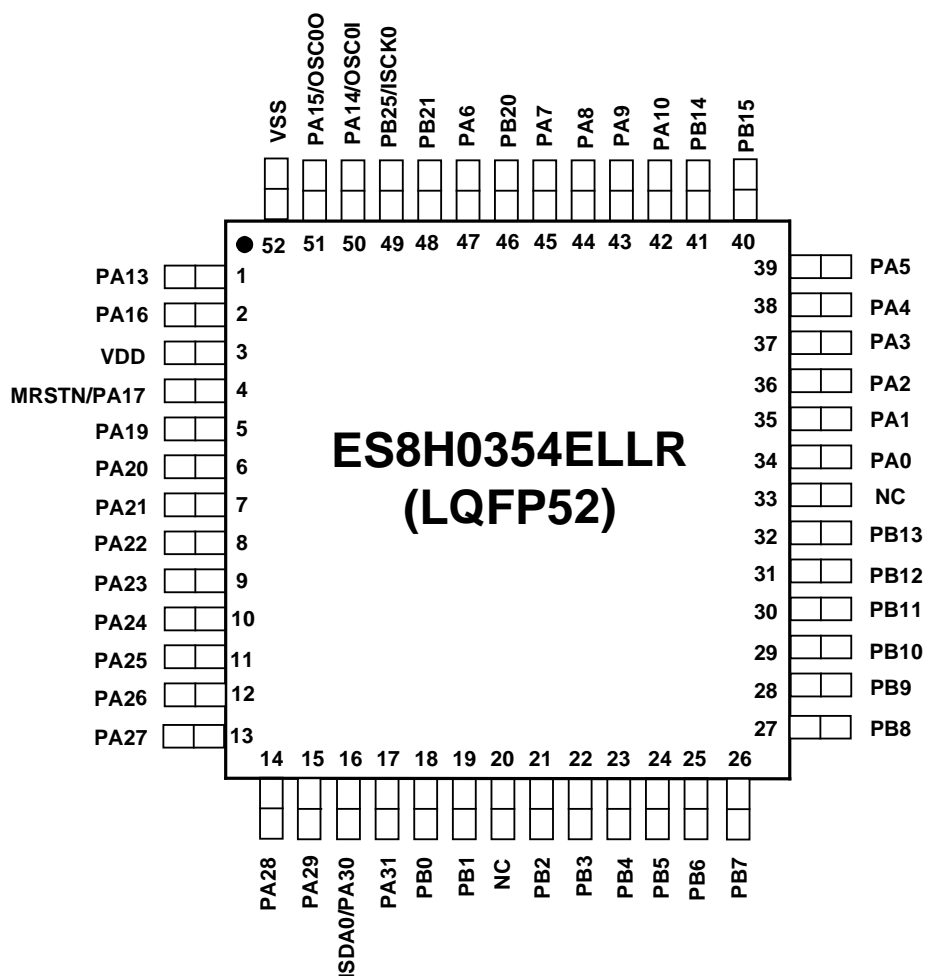 VSS
PA15/OSC0O
PA14/OSC0I
PB25/ISCK0
PB21
PA6
PB20
PA7
PA8
PA9
PA10
PB14
PB15
52
51
50
49
48
47
46
45
44
43
42
41
40
PA13
1
PA16
2
VDD
3
MRSTN/PA17
4
PA19
5
PA20
6
PA21
7
PA22
8
PA23
9
PA24
10
PA25
11
PA26
12
PA27
13
ES8H0354ELLR
(LQFP52)
39
PA5
38
PA4
37
PA3
36
PA2
35
PA1
34
PA0
33
NC
32
PB13
31
PB12
30
PB11
29
PB10
28
PB9
27
PB8
14
15
16
17
18
19
20
21
22
23
24
25
26
PA28
PA29
ISDA0/PA30
PA31
PB0
PB1
NC
PB2
PB3
PB4
PB5
PB6
PB7